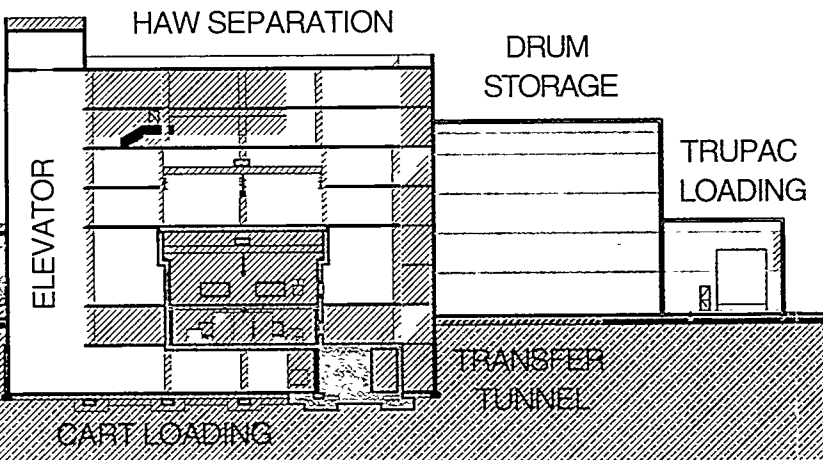 HAW SEPARATION
DRUM
STORAGE
TRUPAC
LOADING
ELEVATOR
TRANSFER
TUNNEL
CART LOADING